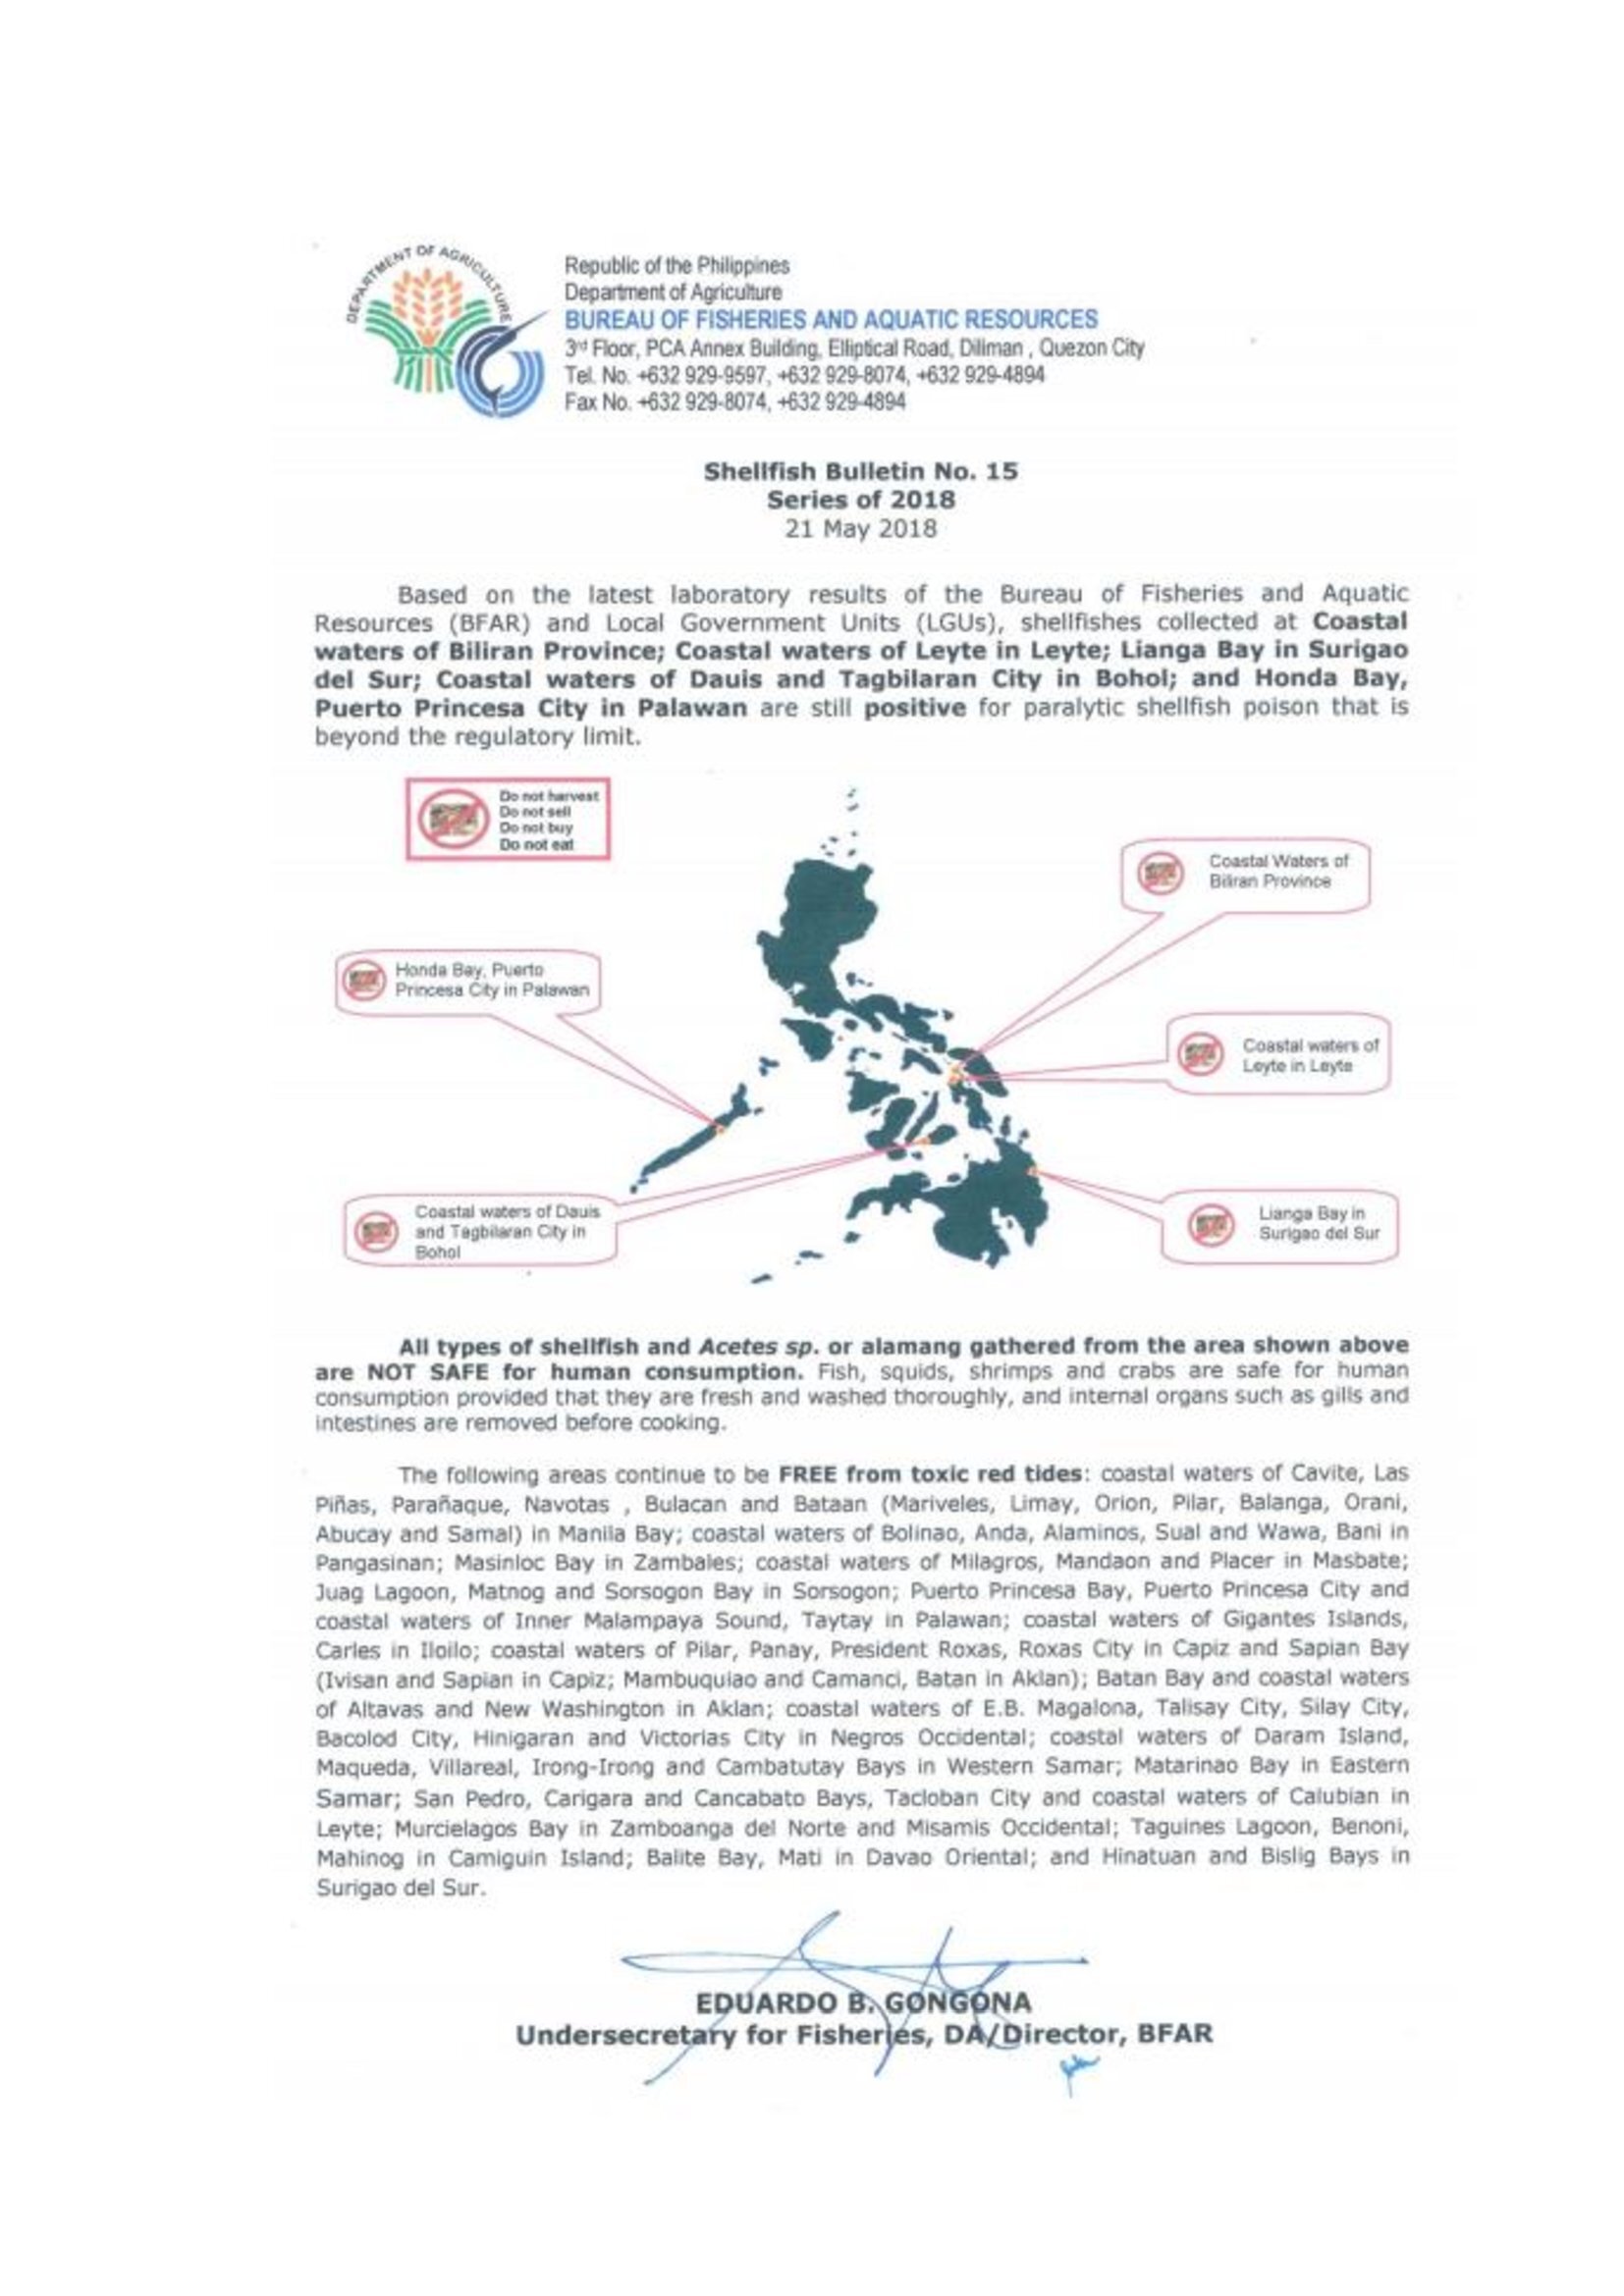 DEPARTMENT OF AGRICULTURE
Republic of the Philippines
Department of Agriculture
BUREAU OF FISHERIES AND AQUATIC RESOURCES
3rd Floor, PCA Annex Building, Elliptical Road, Diliman , Quezon City
Tel. No. +632 929-9597, +632 929-8074, +632 929-4894
Fax No. +632 929-8074, +632 929-4894
Shellfish Bulletin No. 15
Series of 2018
21 May 2018
Based on the latest laboratory results of the Bureau of Fisheries and Aquatic
Resources (BFAR) and Local Government Units (LGUs), shellfishes collected at Coastal
waters of Biliran Province; Coastal waters of Leyte in Leyte; Lianga Bay in Surigao
del Sur; Coastal waters of Dauis and Tagbilaran City in Bohol; and Honda Bay,
Puerto Princesa City in Palawan are still positive for paralytic shellfish poison that is
beyond the regulatory limit.
Do not harvest
Do not sell
Do not buy
Do not eat
Coastal Waters of
Biliran Province
Honda Bay, Puerto
Princesa City in Palawan
Coastal waters of
Leyte in Leyte
Coastal waters of Dauis
and Tagbilaran City in
Bohol
Lianga Bay in
Surigao del Sur
All types of shellfish and Acetes sp. or alamang gathered from the area shown above
are NOT SAFE for human consumption. Fish, squids, shrimps and crabs are safe for human
consumption provided that they are fresh and washed thoroughly, and internal organs such as gills and
intestines are removed before cooking.
The following areas continue to be FREE from toxic red tides: coastal waters of Cavite, Las
Piñas, Parañaque, Navotas , Bulacan and Bataan (Mariveles, Limay, Orion, Pilar, Balanga, Orani,
Abucay and Samal) in Manila Bay; coastal waters of Bolinao, Anda, Alaminos, Sual and Wawa, Bani in
Pangasinan; Masinloc Bay in Zambales; coastal waters of Milagros, Mandaon and Placer in Masbate;
Juag Lagoon, Matnog and Sorsogon Bay in Sorsogon; Puerto Princesa Bay, Puerto Princesa City and
coastal waters of Inner Malampaya Sound, Taytay in Palawan; coastal waters of Gigantes Islands,
Carles in Iloilo; coastal waters of Pilar, Panay, President Roxas, Roxas City in Capiz and Sapian Bay
(Ivisan and Sapian in Capiz; Mambuquiao and Camanci, Batan in Aklan); Batan Bay and coastal waters
of Altavas and New Washington in Aklan; coastal waters of E.B. Magalona, Talisay City, Silay City,
Bacolod City, Hinigaran and Victorias City in Negros Occidental; coastal waters of Daram Island,
Maqueda, Villareal, Irong-Irong and Cambatutay Bays in Western Samar; Matarinao Bay in Eastern
Samar; San Pedro, Carigara and Cancabato Bays, Tacloban City and coastal waters of Calubian in
Leyte; Murcielagos Bay in Zamboanga del Norte and Misamis Occidental; Taguines Lagoon, Benoni,
Mahinog in Camiguin Island; Balite Bay, Mati in Davao Oriental; and Hinatuan and Bislig Bays in
Surigao del Sur.
EDUARDO B. GONGONA
Undersecretary for Fisheries, DA/Director, BFAR